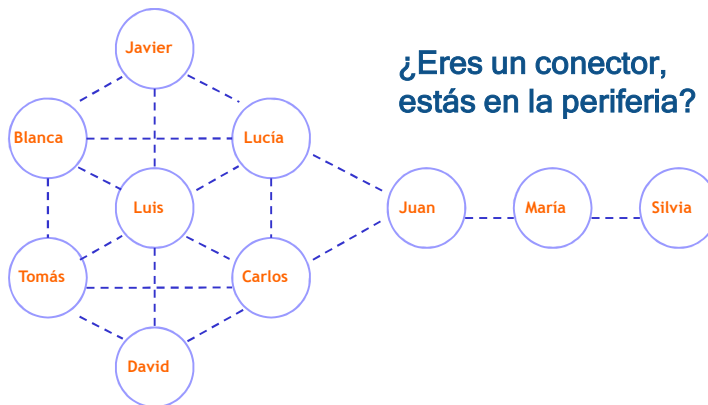 Javier
¿Eres un conector,
estás en la periferia?
Blanca
Lucía
Luis
Juan
María
Silvia
Tomás
Carlos
David